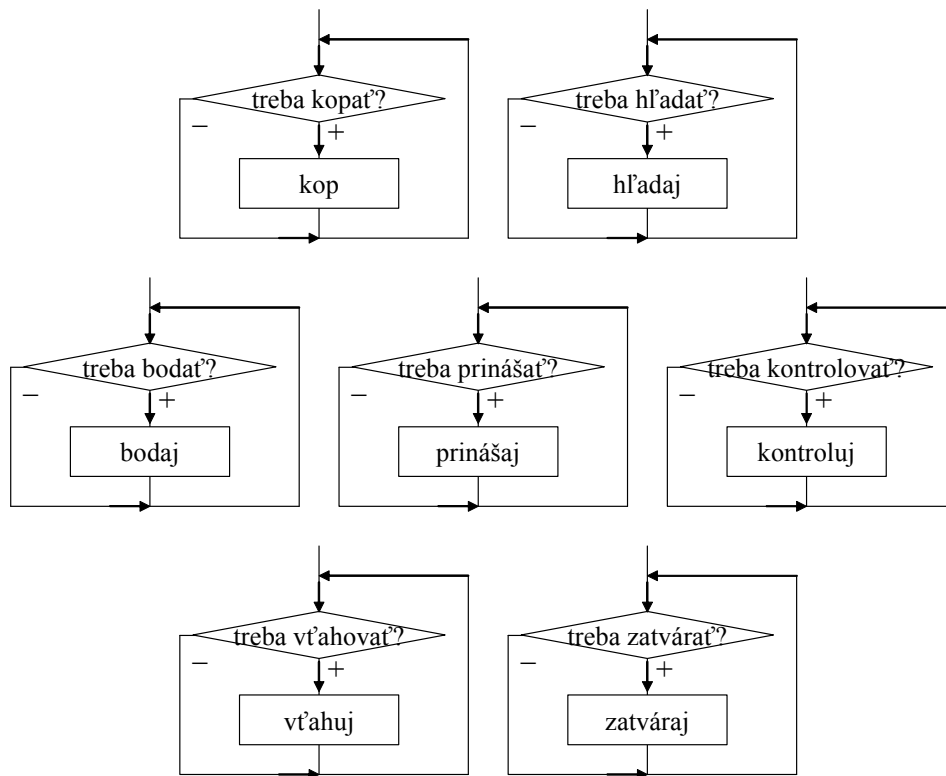 treba kopať?
treba hľadať?
– +
– +
kop
hľadaj
treba bodať?
treba prinášať?
treba kontrolovať?
– +
– +
– +
bodaj
prinášaj
kontroluj
treba vťahovať?
treba zatvárať?
– +
– +
vťahuj
zatváraj